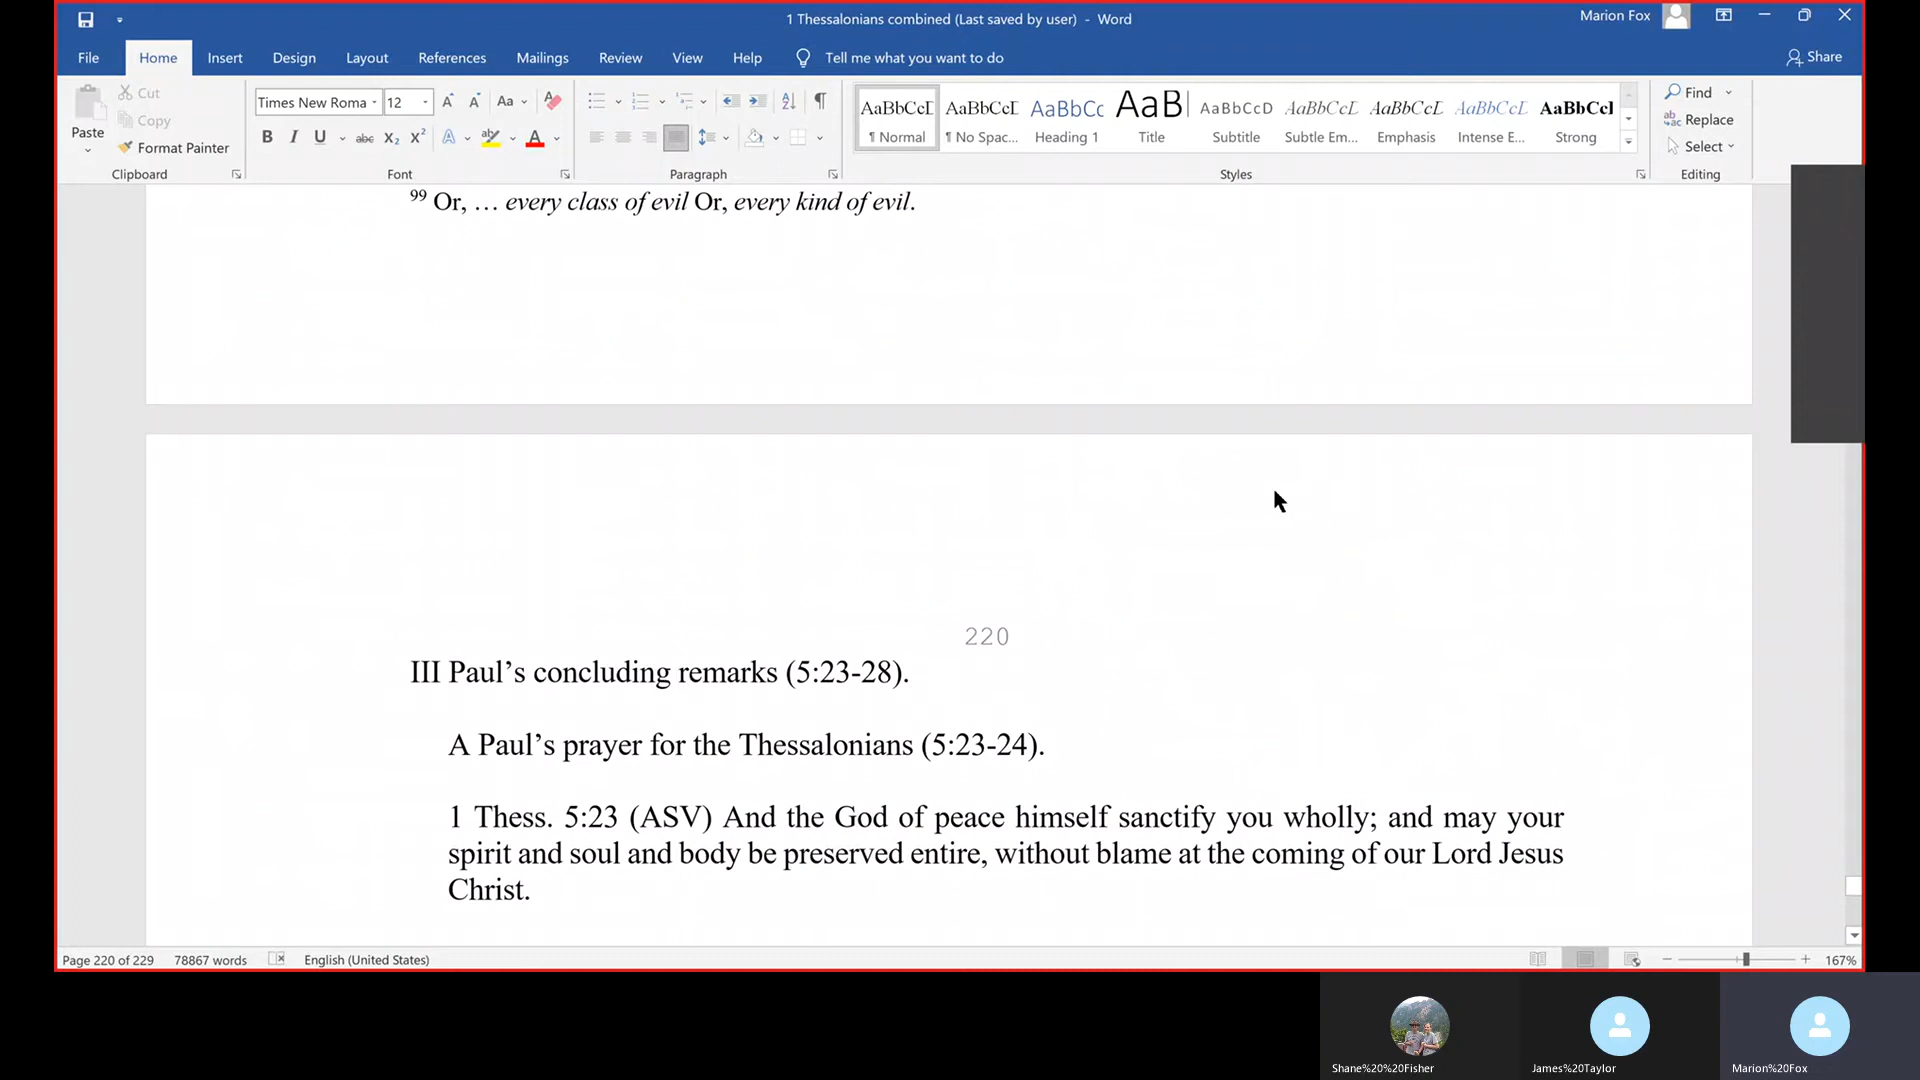 1 Thessalonians combined (Last saved by user) - Word
Marion Fox
File Home Insert Design Layout References Mailings Review View Help Tell me what you want to do
Share
Paste
Cut
Copy
Format Painter
Clipboard
Times New Roma 12
Font
Paragraph
AaBbCcI AaBbCcI AaBbCc AaB AaBbCcD AaBbCcL AaBbCcL AaBbCcL AaBbCcl
¶ Normal ¶ No Spac... Heading 1 Title Subtitle Subtle Em... Emphasis Intense E... Strong
Styles
Find
Replace
Select
Editing
99 Or, … every class of evil Or, every kind of evil.
220
III Paul’s concluding remarks (5:23-28).
A Paul’s prayer for the Thessalonians (5:23-24).
1 Thess. 5:23 (ASV) And the God of peace himself sanctify you wholly; and may your
spirit and soul and body be preserved entire, without blame at the coming of our Lord Jesus
Christ.
Page 220 of 229 78867 words English (United States) 167%
Shane%20%20Fisher James%20Taylor Marion%20Fox